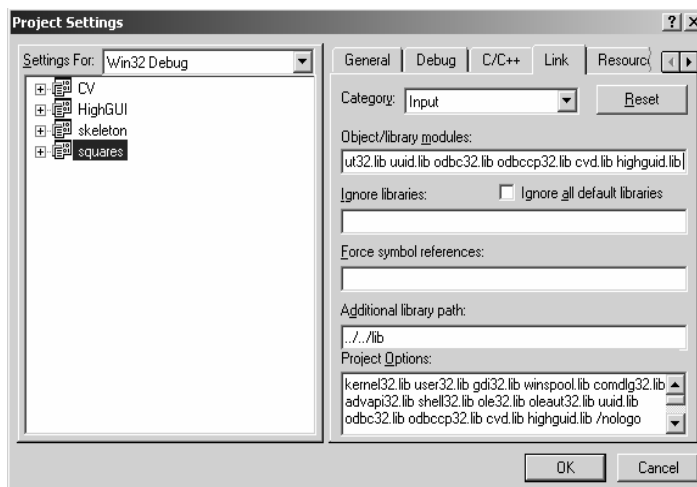 Project Settings
Settings For: Win32 Debug
CV
HighGUI
skeleton
squares
General Debug C/C++ Link Resourc
Category: Input Reset
Object/library modules:
ut32.lib uuid.lib odbc32.lib odbccp32.lib cvd.lib highguid.lib
Ignore libraries: Ignore all default libraries
Force symbol references:
Additional library path:
../../lib
Project Options:
kernel32.lib user32.lib gdi32.lib winspool.lib comdlg32.lib
advapi32.lib shell32.lib ole32.lib oleaut32.lib uuid.lib
odbc32.lib odbccp32.lib cvd.lib highguid.lib /nologo
OK Cancel